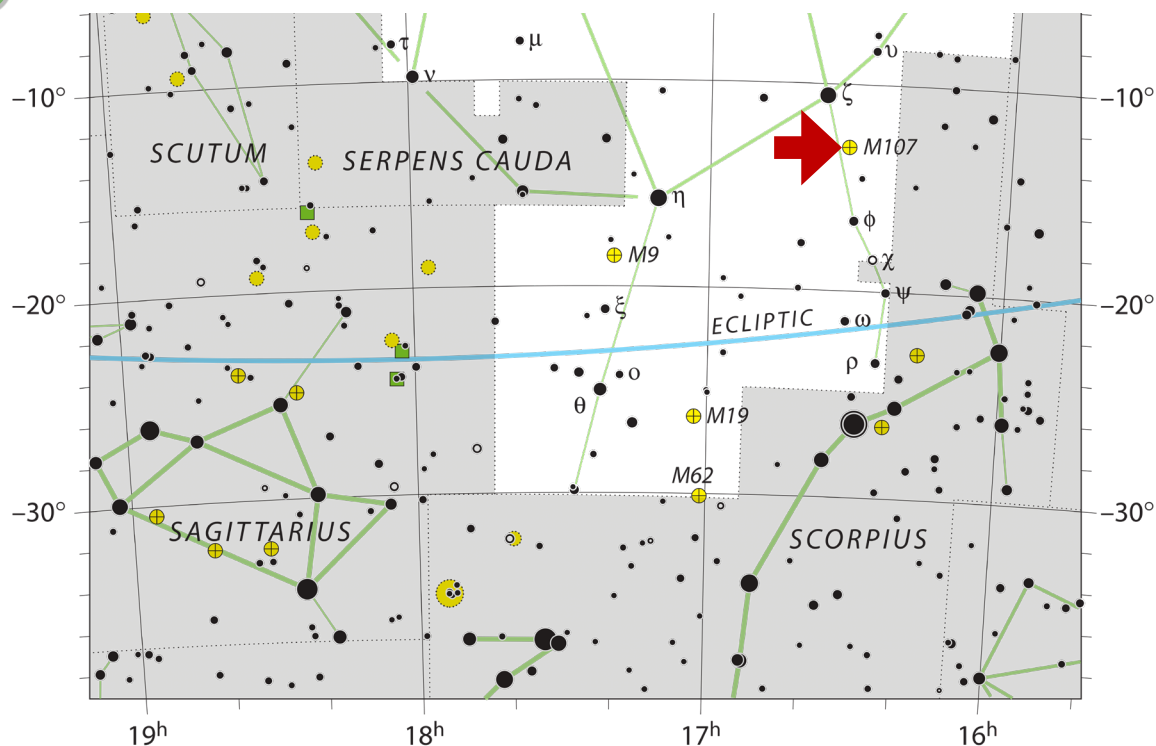 τ
μ
υ
ν
−10°
ζ
−10°
M107
SCUTUM
SERPENS CAUDA
η
φ
M9
χ
−20°
ψ
−20°
ξ
ECLIPTIC
ω
ρ
ο
θ
M19
M62
−30°
−30°
SAGITTARIUS
SCORPIUS
19h
18h
17h
16h